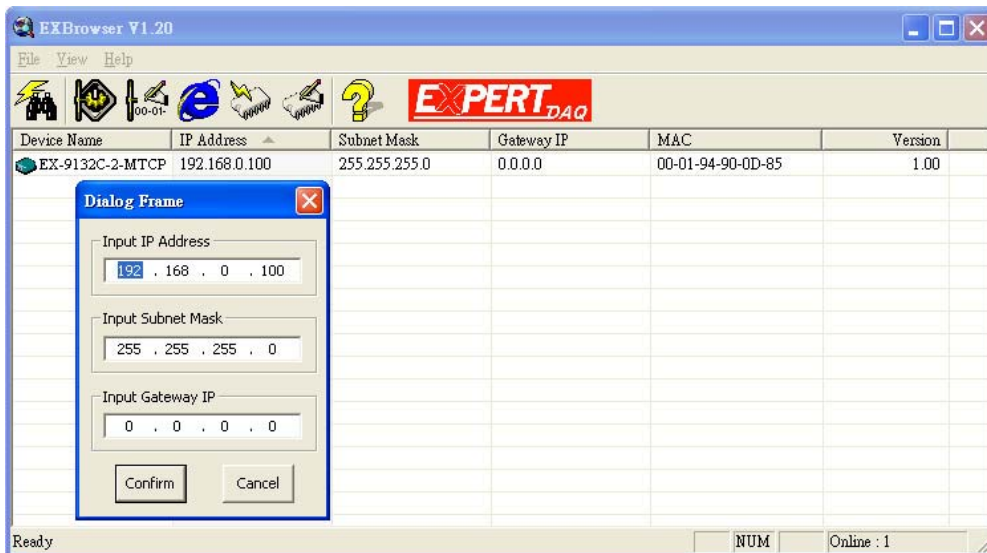 EXBrowser V1.20
File View Help
00-01-
EXPERT DAQ
Device Name IP Address Subnet Mask Gateway IP MAC Version
EX-9132C-2-MTCP 192.168.0.100 255.255.255.0 0.0.0.0 00-01-94-90-0D-85 1.00
Dialog Frame
Input IP Address
192 . 168 . 0 . 100
Input Subnet Mask
255 . 255 . 255 . 0
Input Gateway IP
0 . 0 . 0 . 0
Confirm Cancel
Ready NUM Online : 1